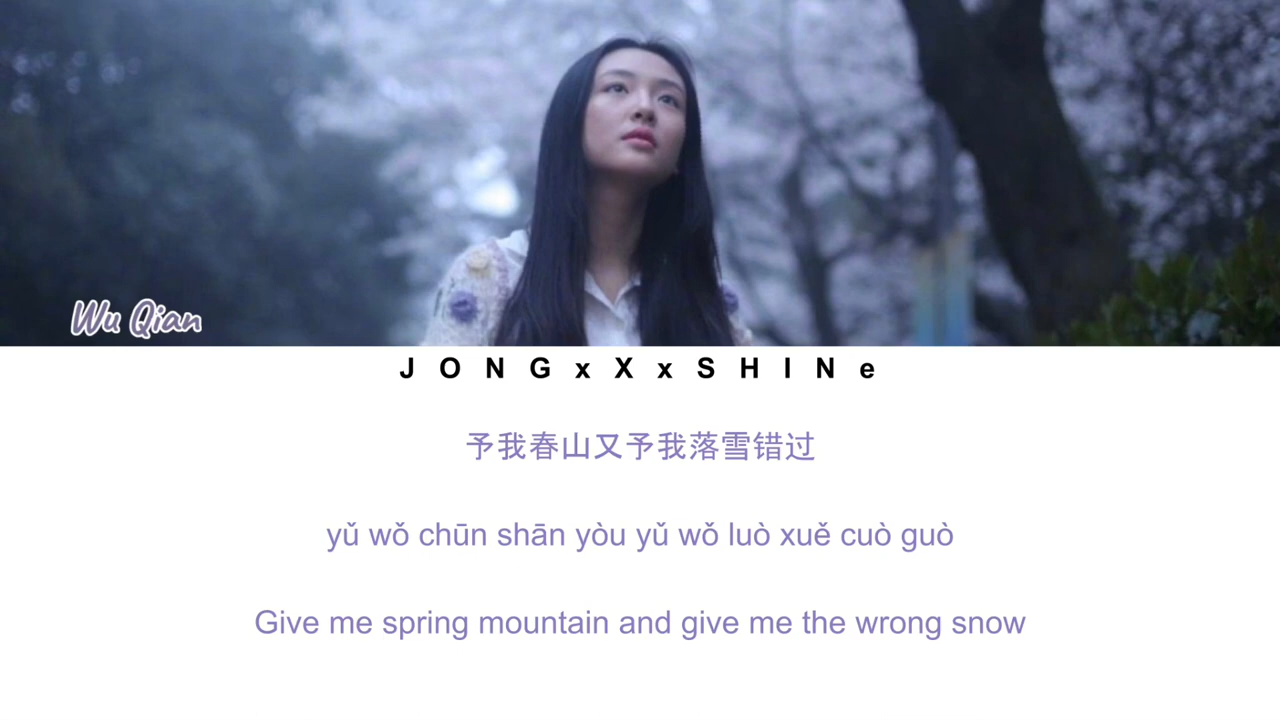 Wu Qian
J O N G x X x S H I N e
予我春山又予我落雪错过
yǔ wǒ chūn shān yòu yǔ wǒ luò xuě cuò guò
Give me spring mountain and give me the wrong snow